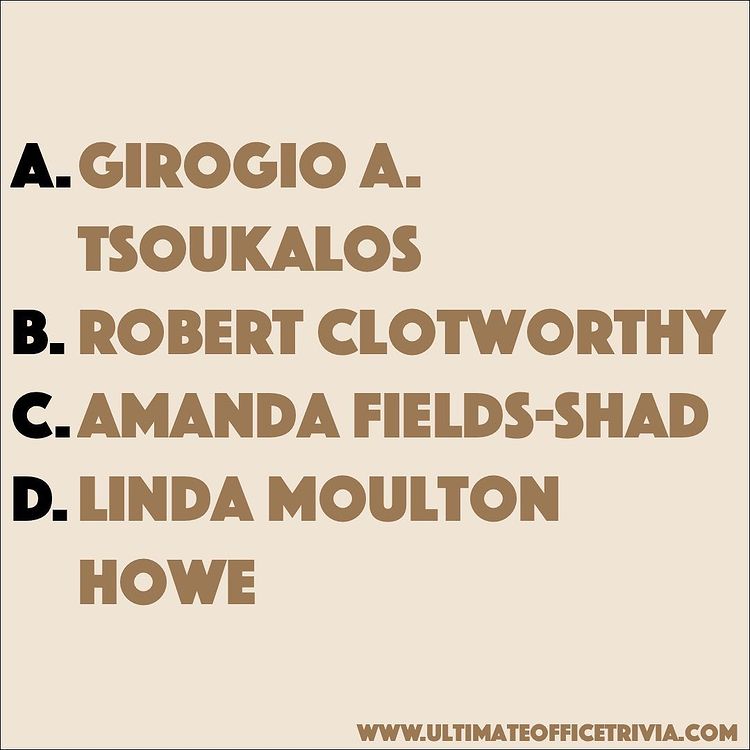 A. GIROGIO A.
TSOUKALOS
B. ROBERT CLOTWORTHY
C. AMANDA FIELDS-SHAD
D. LINDA MOULTON
HOWE
WWW.ULTIMATEOFFICETRIVIA.COM